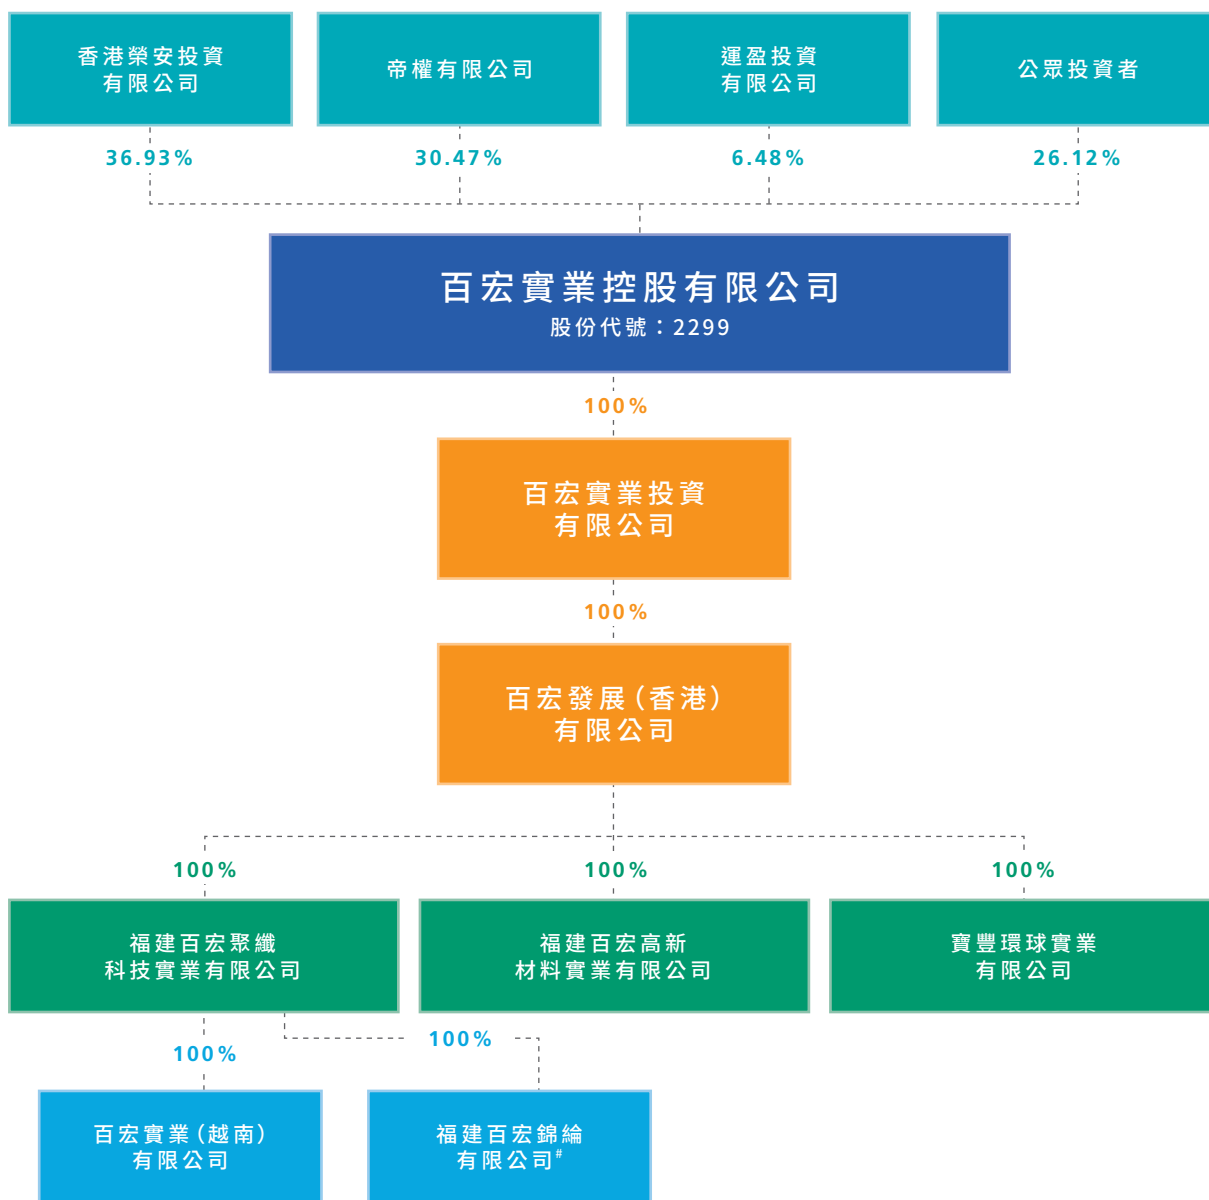 香港榮安投資
有限公司
帝權有限公司
運盈投資
有限公司
公眾投資者
36.93%
30.47%
6.48%
26.12%
百宏實業控股有限公司
股份代號：2299
100%
百宏實業投資
有限公司
100%
百宏發展（香港）
有限公司
100%
100%
100%
福建百宏聚纖
科技實業有限公司
福建百宏高新
材料實業有限公司
寶豐環球實業
有限公司
100%
100%
百宏實業（越南）
有限公司
福建百宏錦綸
有限公司#